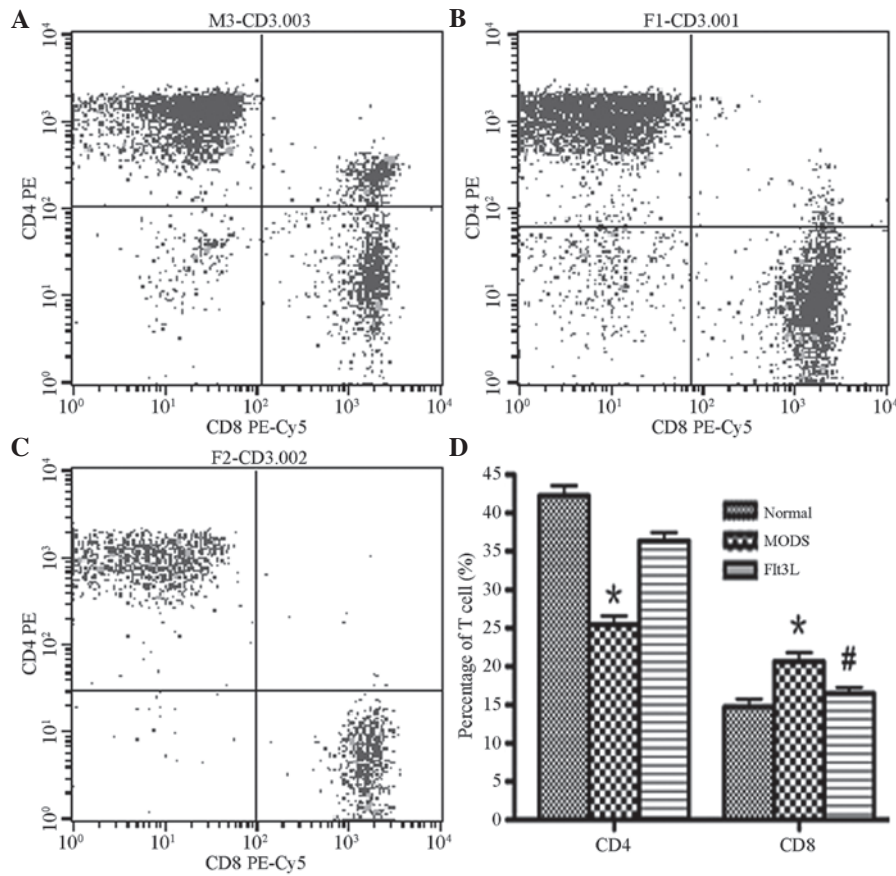 A
M3-CD3.003
CD4 PE
10⁴
10³
10²
10¹
10⁰
10⁰ 10¹ 10² 10³ 10⁴
CD8 PE-Cy5
B
F1-CD3.001
CD4 PE
10⁴
10³
10²
10¹
10⁰
10⁰ 10¹ 10² 10³ 10⁴
CD8 PE-Cy5
C
F2-CD3.002
CD4 PE
10⁴
10³
10²
10¹
10⁰
10⁰ 10¹ 10² 10³ 10⁴
CD8 PE-Cy5
D
Percentage of T cell (%)
45
40
35
30
25
20
15
10
5
0
Normal
MODS
Flt3L
*
*
#
CD4 CD8